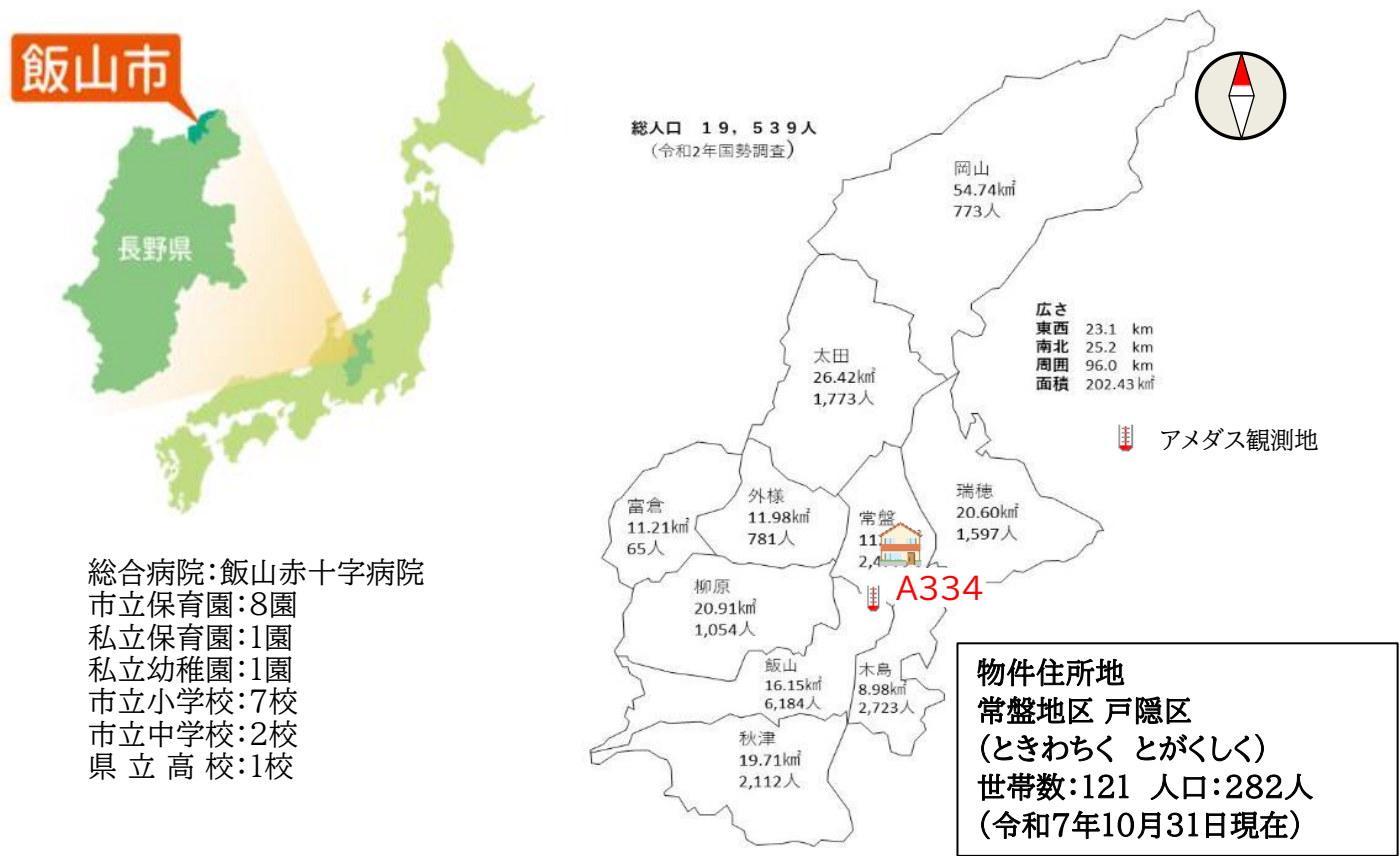 飯山市
長野県
総人口 19,539人
(令和2年国勢調査)
岡山
54.74k㎡
773人
広さ
東西 23.1 km
南北 25.2 km
周囲 96.0 km
面積 202.43k㎡
アメダス観測地
太田
26.42k㎡
1,773人
富倉
11.21k㎡
65人
外様
11.98k㎡
781人
常盤
瑞穂
20.60k㎡
1,597人
A334
柳原
20.91k㎡
1,054人
飯山
16.15k㎡
6,184人
木島
8.98k㎡
2,723人
秋津
19.71k㎡
2,112人
総合病院:飯山赤十字病院
市立保育園:8園
私立保育園:1園
私立幼稚園:1園
市立小学校:7校
市立中学校:2校
県 立 高 校:1校
物件住所地
常盤地区 戸隠区
(ときわちく とがくしく)
世帯数:121 人口:282人
(令和7年10月31日現在)